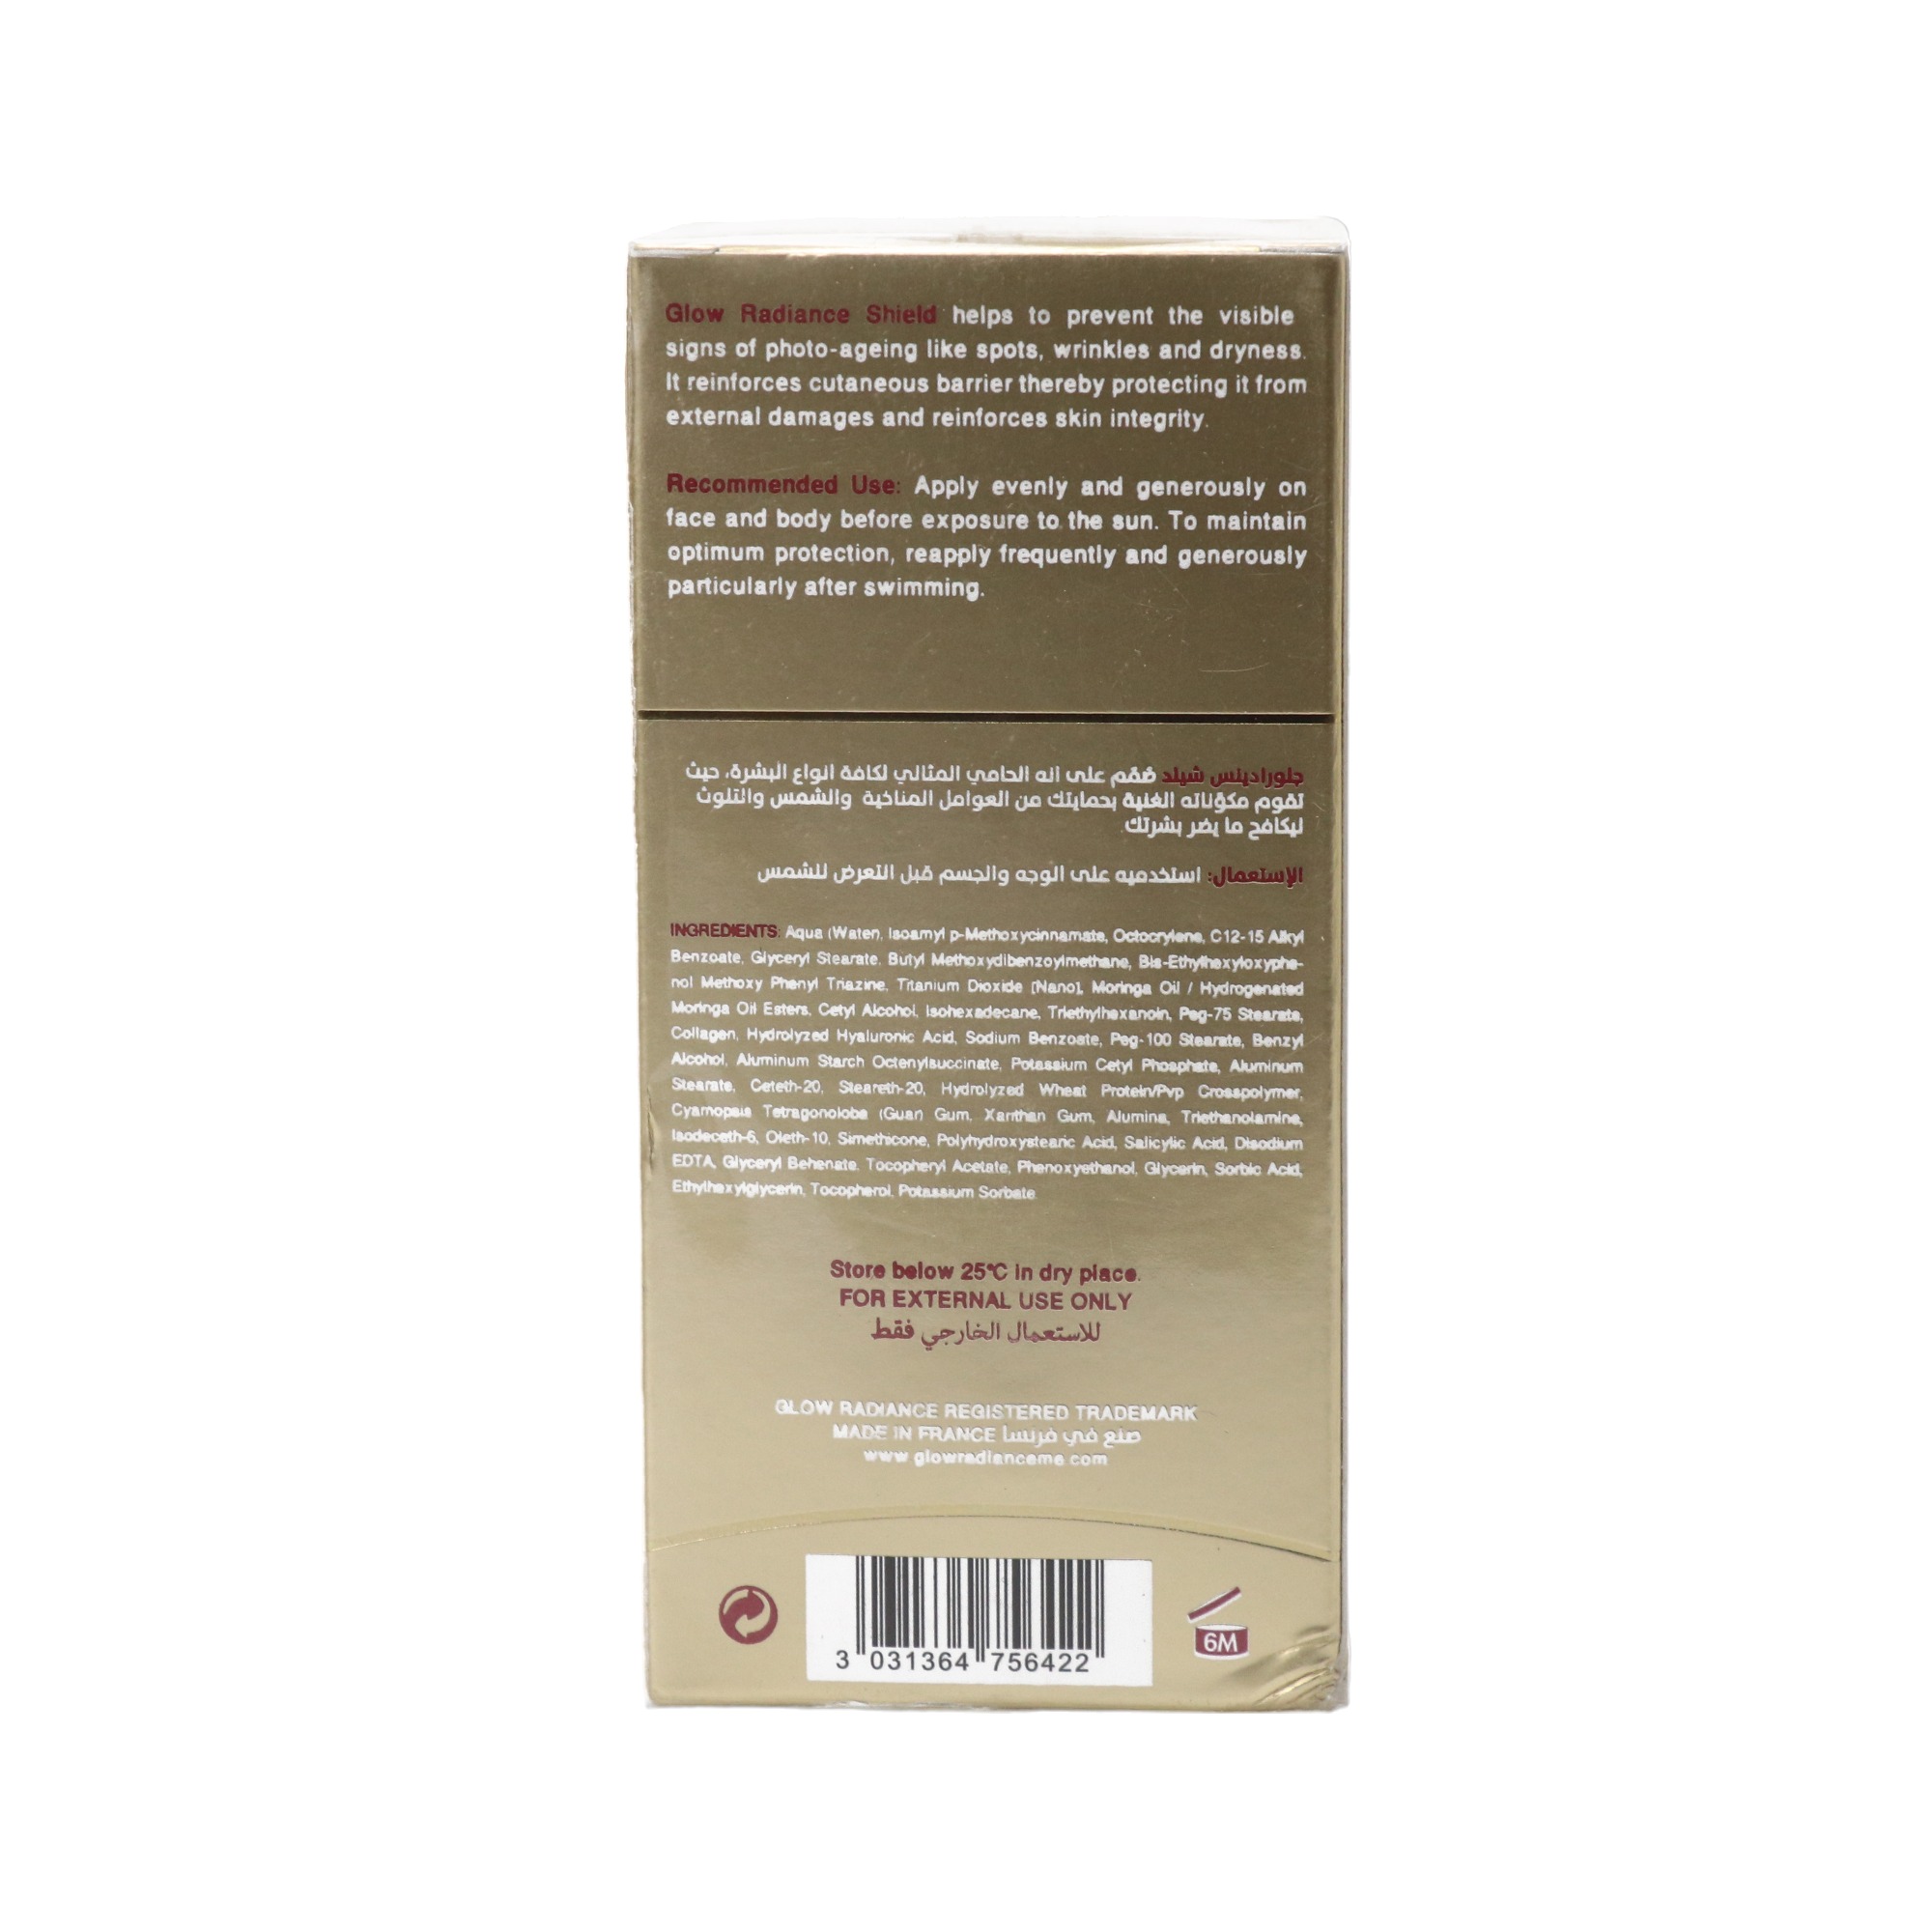 Glow Radiance Shield helps to prevent the visible
signs of photo-ageing like spots, wrinkles and dryness.
It reinforces cutaneous barrier thereby protecting it from
external damages and reinforces skin integrity.
Recommended Use: Apply evenly and generously on
face and body before exposure to the sun. To maintain
optimum protection, reapply frequently and generously
particularly after swimming.
جلوراديانس شيلد صُمّم على انه الحامي المثالي لكافة انواع البشرة، حيث
تقوم مكوّناته الغنية بحمايتك من العوامل المناخية والشمس والتلوث
ليكافح ما يضر بشرتك
الإستعمال: استخدميه على الوجه والجسم قبل التعرض للشمس
INGREDIENTS: Aqua (Water), Isoamyl p-Methoxycinnamate, Octocrylene, C12-15 Alkyl
Benzoate, Glyceryl Stearate, Butyl Methoxydibenzoylmethane, Bis-Ethylhexyloxyphe-
nol Methoxy Phenyl Triazine, Titanium Dioxide [Nano], Moringa Oil / Hydrogenated
Moringa Oil Esters, Cetyl Alcohol, Isohexadecane, Triethylhexanoin, Peg-75 Stearate,
Collagen, Hydrolyzed Hyaluronic Acid, Sodium Benzoate, Peg-100 Stearate, Benzyl
Alcohol, Aluminum Starch Octenylsuccinate, Potassium Cetyl Phosphate, Aluminum
Stearate, Ceteth-20, Steareth-20, Hydrolyzed Wheat Protein/Pvp Crosspolymer,
Cyamopsis Tetragonoloba (Guar) Gum, Xanthan Gum, Alumina, Triethanolamine,
Isodeceth-6, Oleth-10, Simethicone, Polyhydroxystearic Acid, Salicylic Acid, Disodium
EDTA, Glyceryl Behenate, Tocopheryl Acetate, Phenoxyethanol, Glycerin, Sorbic Acid,
Ethylhexylglycerin, Tocopherol, Potassium Sorbate
Store below 25°C in dry place.
FOR EXTERNAL USE ONLY
للاستعمال الخارجي فقط
GLOW RADIANCE REGISTERED TRADEMARK
MADE IN FRANCE صنع في فرنسا
www.glowradianceme.com
3 031364 756422
6M